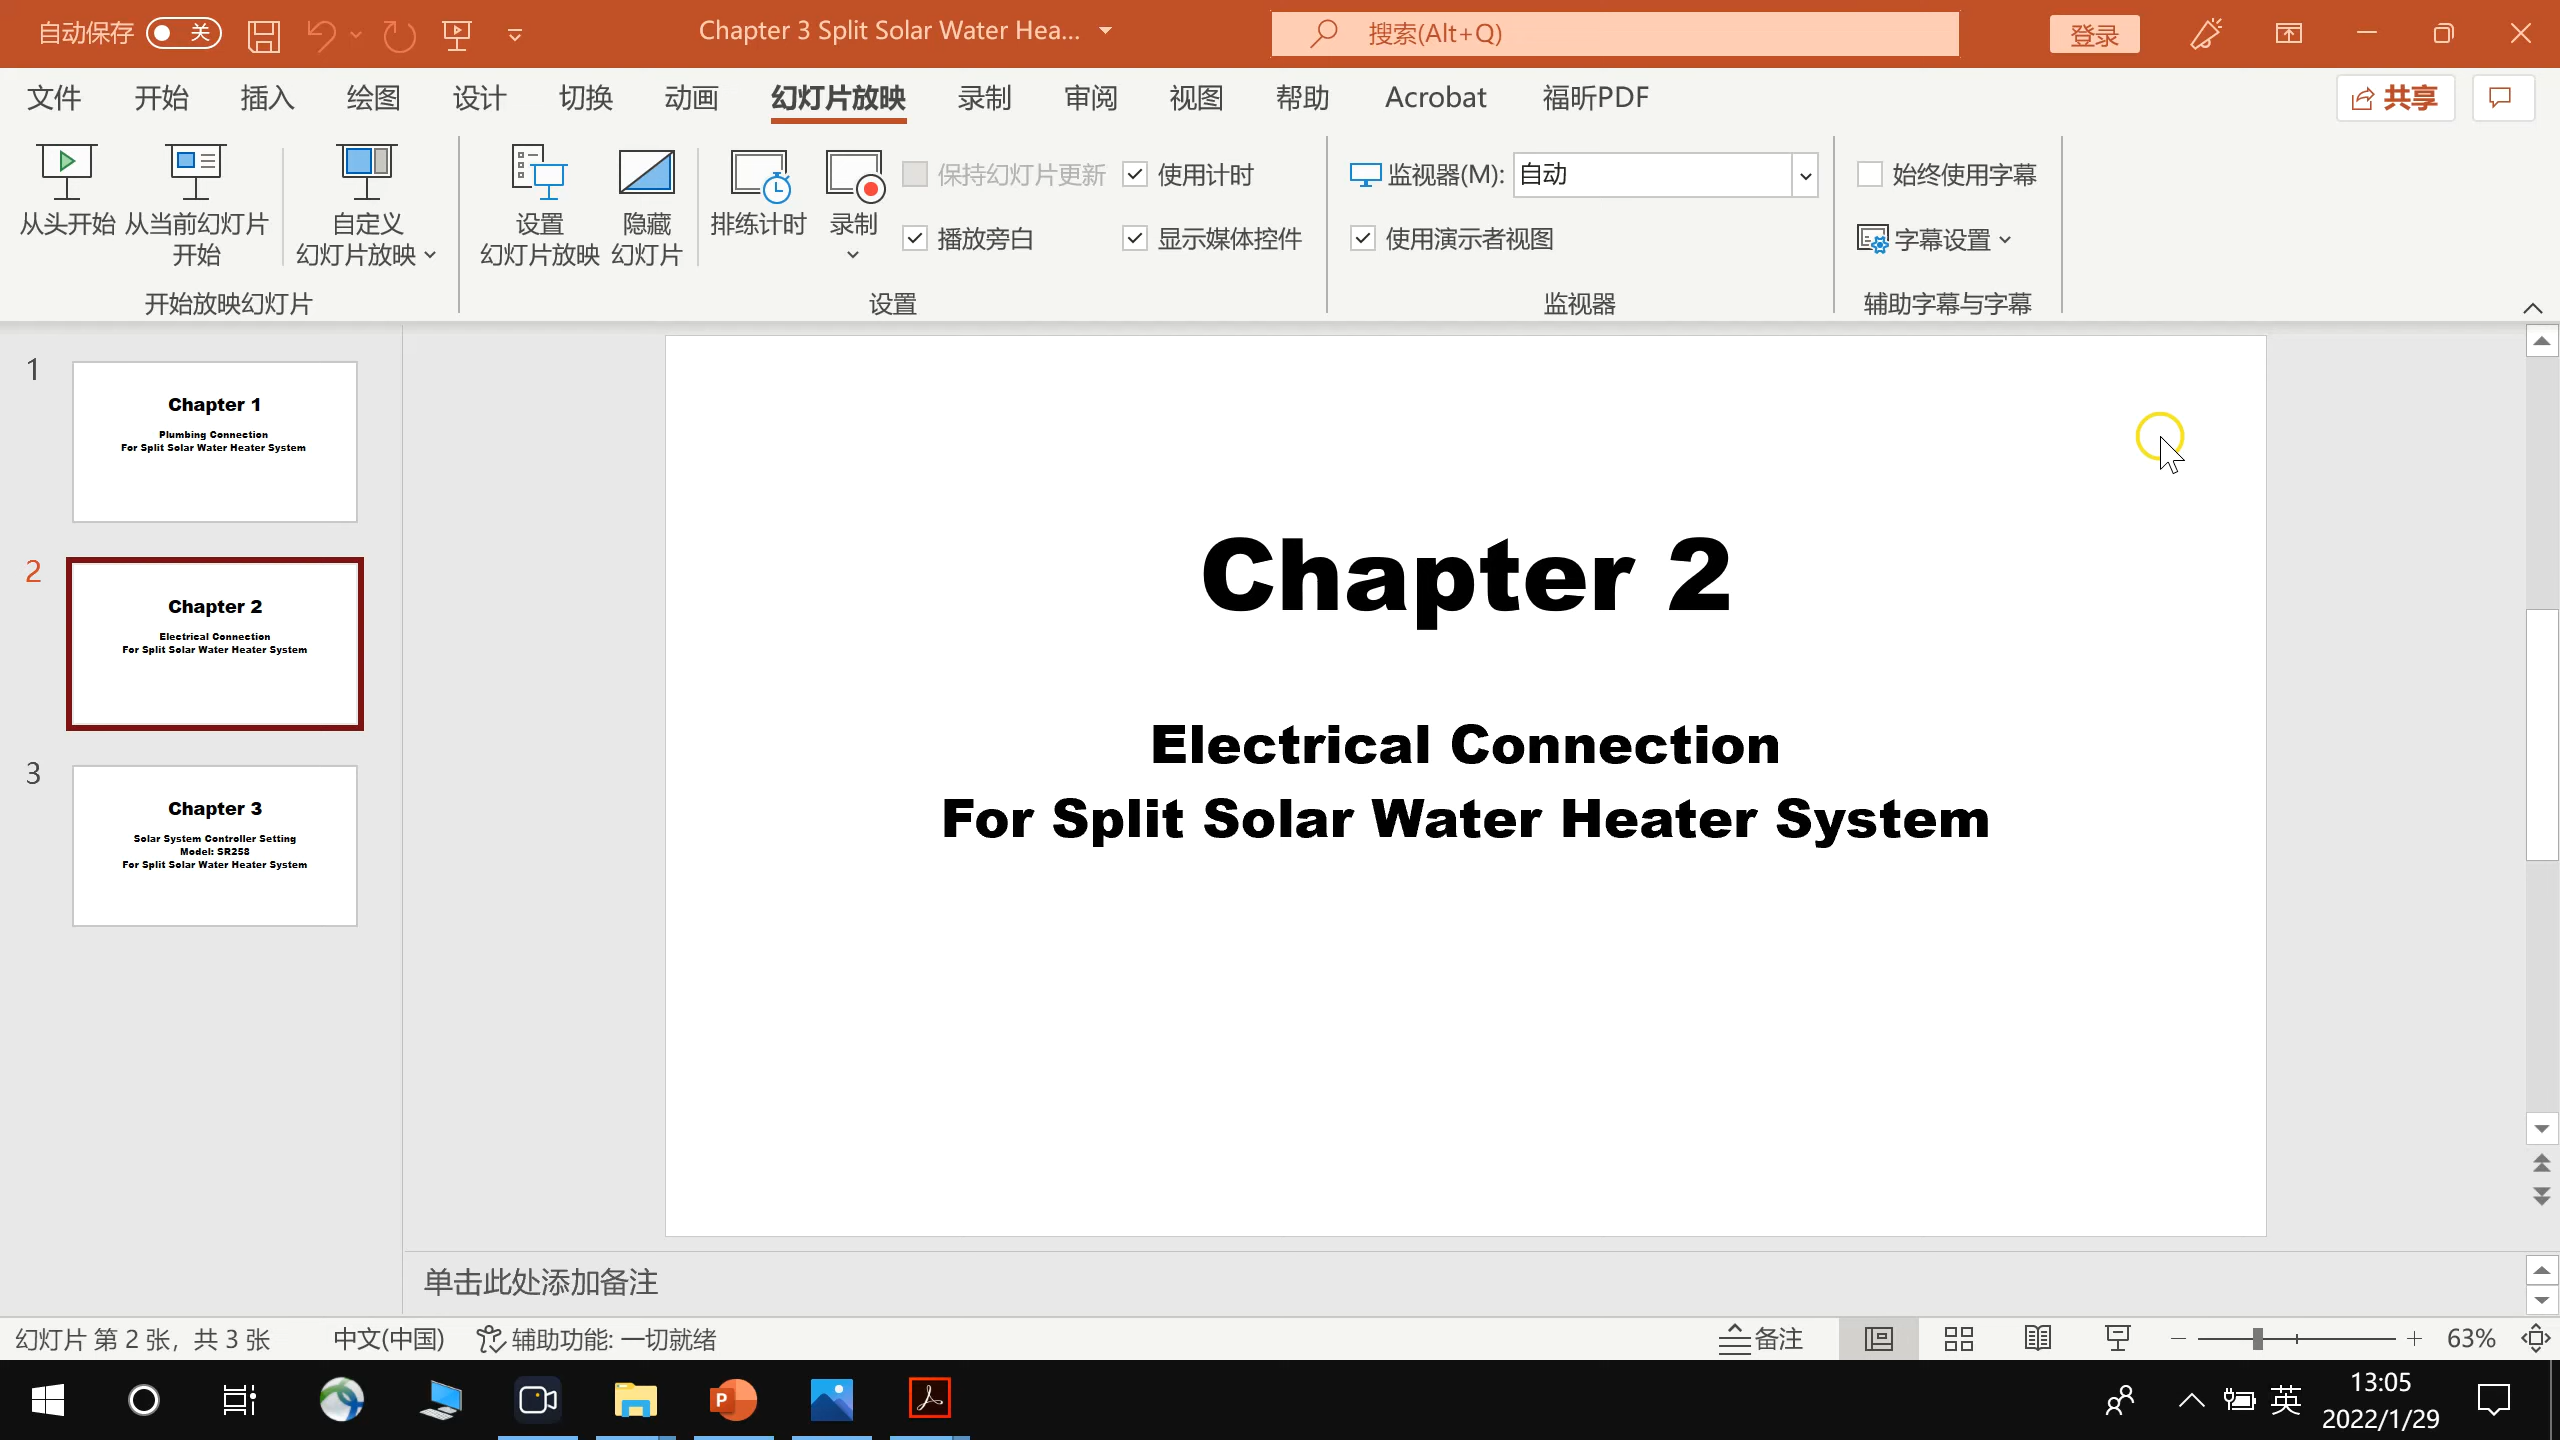 自动保存 关
Chapter 3 Split Solar Water Hea...
搜索(Alt+Q)
登录
文件 开始 插入 绘图 设计 切换 动画 幻灯片放映 录制 审阅 视图 帮助 Acrobat 福昕PDF
共享
从头开始
从当前幻灯片
开始
自定义
幻灯片放映
开始放映幻灯片
设置
幻灯片放映
隐藏
幻灯片
排练计时
录制
保持幻灯片更新
使用计时
播放旁白
显示媒体控件
设置
监视器(M): 自动
使用演示者视图
监视器
始终使用字幕
字幕设置
辅助字幕与字幕
1
Chapter 1
Plumbing Connection
For Split Solar Water Heater System
2
Chapter 2
Electrical Connection
For Split Solar Water Heater System
3
Chapter 3
Solar System Controller Setting
Model: SR258
For Split Solar Water Heater System
Chapter 2
Electrical Connection
For Split Solar Water Heater System
单击此处添加备注
幻灯片 第 2 张，共 3 张
中文(中国)
辅助功能: 一切就绪
备注
63%
英
13:05
2022/1/29